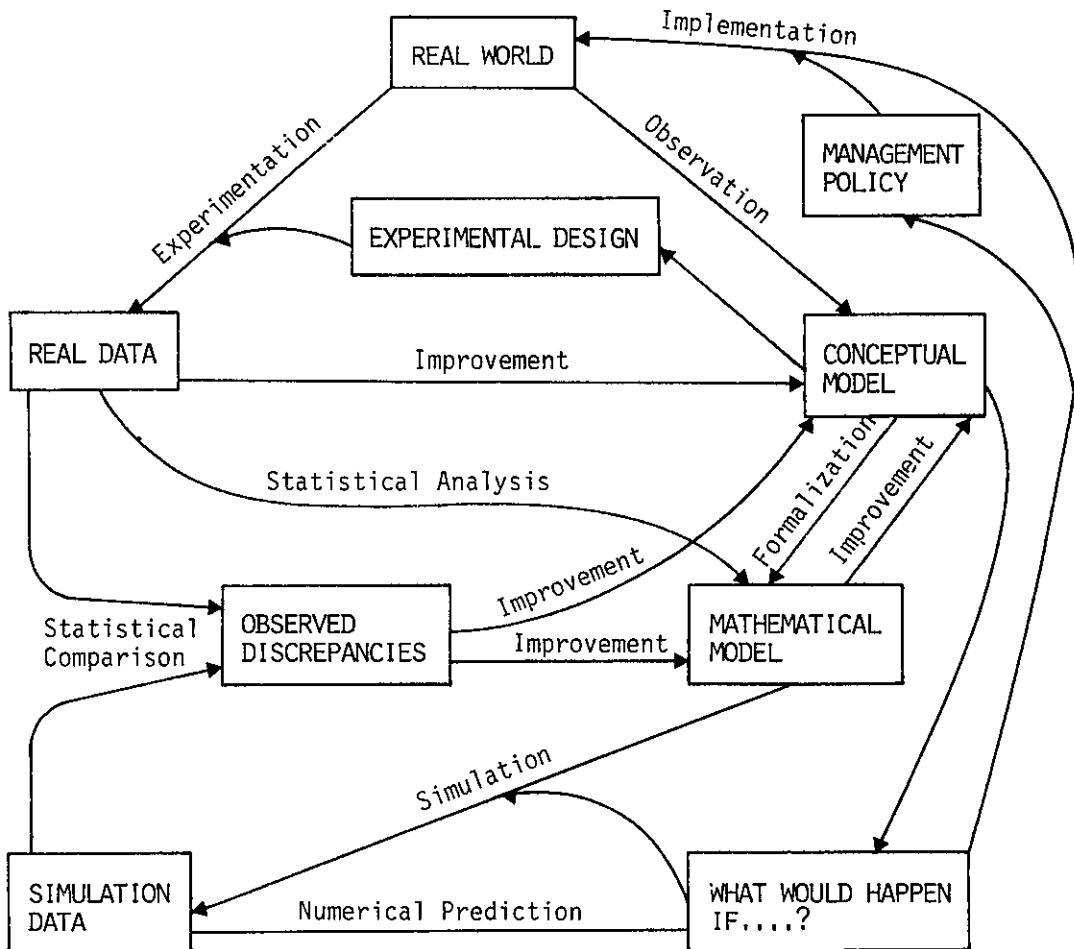 Implementation
REAL WORLD
Experimentation
Observation
MANAGEMENT
POLICY
EXPERIMENTAL DESIGN
REAL DATA
Improvement
CONCEPTUAL
MODEL
Statistical Analysis
Formalization
Improvement
Improvement
Statistical
Comparison
OBSERVED
DISCREPANCIES
Improvement
MATHEMATICAL
MODEL
Simulation
SIMULATION
DATA
Numerical Prediction
WHAT WOULD HAPPEN
IF....?